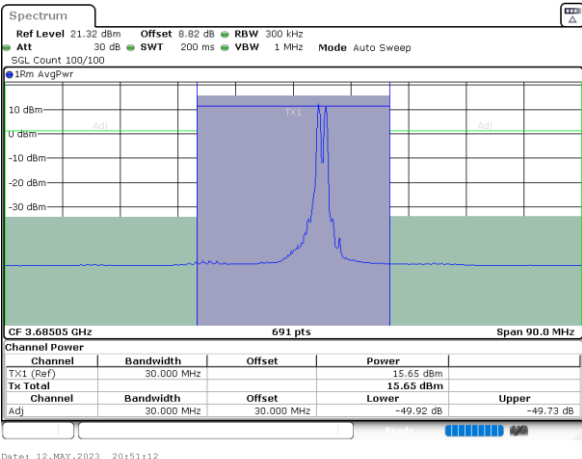 Spectrum
Ref Level 21.32 dBm Offset 8.82 dB RBW 300 kHz
Att 30 dB SWT 200 ms VBW 1 MHz Mode Auto Sweep
SGL Count 100/100
1Rm AvgPwr
10 dBm
TX1
Adj Adj
0 dBm
-10 dBm
-20 dBm
-30 dBm
CF 3.68505 GHz 691 pts Span 90.0 MHz
Channel Power
Channel Bandwidth Offset Power
TX1 (Ref) 30.000 MHz 15.65 dBm
Tx Total 15.65 dBm
Channel Bandwidth Offset Lower Upper
Adj 30.000 MHz 30.000 MHz -49.92 dB -49.73 dB
Ready
Date: 12.MAY.2023 20:51:12